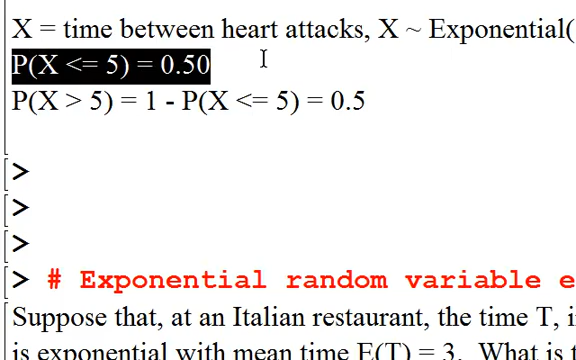 X = time between heart attacks, X ~ Exponential(
P(X <= 5) = 0.50
P(X > 5) = 1 - P(X <= 5) = 0.5
>
>
>
> # Exponential random variable e
Suppose that, at an Italian restaurant, the time T, i
is exponential with mean time E(T) = 3. What is t